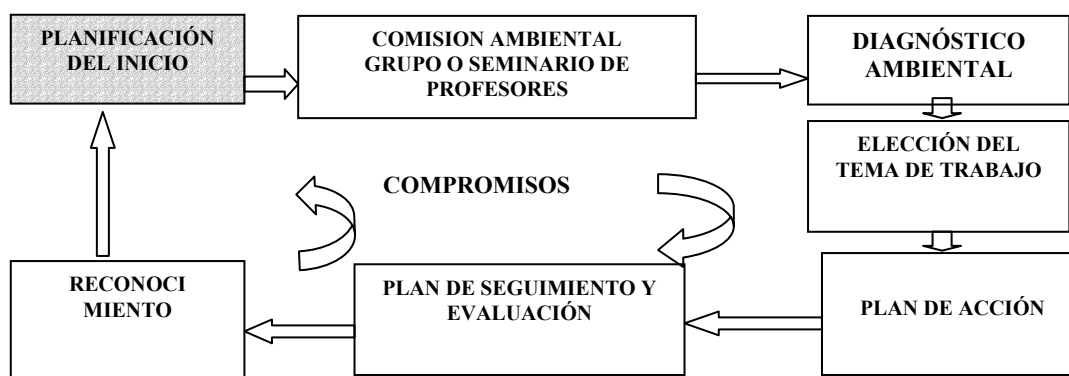 PLANIFICACIÓN
DEL INICIO
COMISION AMBIENTAL
GRUPO O SEMINARIO DE
PROFESORES
DIAGNÓSTICO
AMBIENTAL
ELECCIÓN DEL
TEMA DE TRABAJO
COMPROMISOS
RECONOCI
MIENTO
PLAN DE SEGUIMIENTO Y
EVALUACIÓN
PLAN DE ACCIÓN